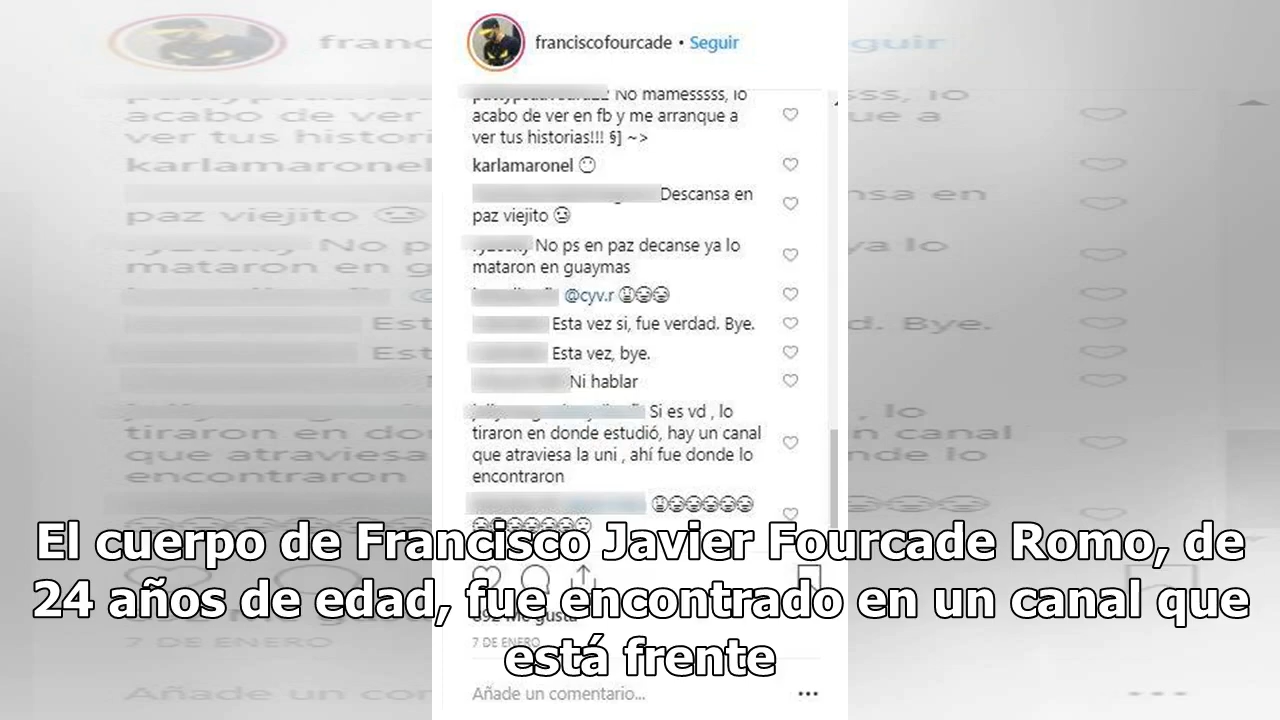 franciscofourcade • Seguir
No mamesssss, lo
acabo de ver en fb y me arranque a
ver tus historias!!! §] ~>
karlamaronel
Descansa en
paz viejito
No ps en paz decanse ya lo
mataron en guaymas
@cyv.r
Esta vez si, fue verdad. Bye.
Esta vez, bye.
Ni hablar
Si es vd , lo
tiraron en donde estudió, hay un canal
que atraviesa la uni , ahí fue donde lo
encontraron
El cuerpo de Francisco Javier Fourcade Romo, de
24 años de edad, fue encontrado en un canal que
está frente
Me gusta
7 DE ENERO
Añade un comentario...